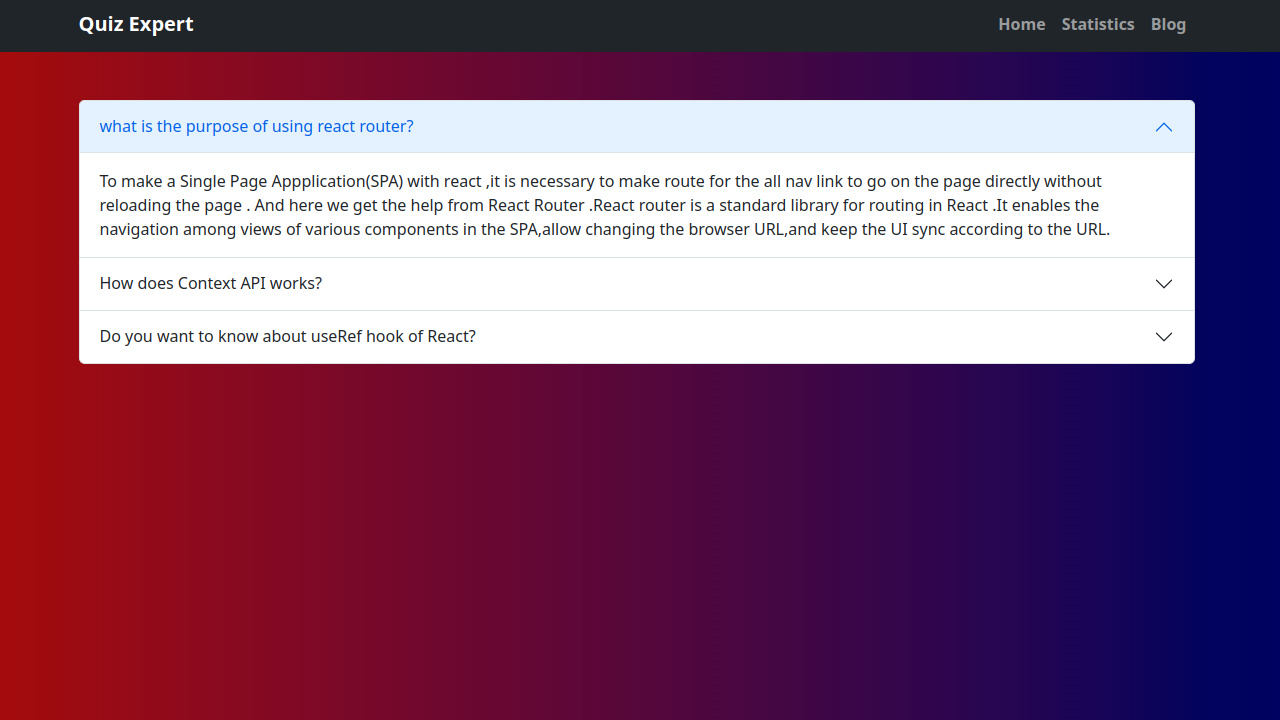 Quiz Expert
Home Statistics Blog
what is the purpose of using react router?
To make a Single Page Appplication(SPA) with react ,it is necessary to make route for the all nav link to go on the page directly without
reloading the page . And here we get the help from React Router .React router is a standard library for routing in React .It enables the
navigation among views of various components in the SPA,allow changing the browser URL,and keep the UI sync according to the URL.
How does Context API works?
Do you want to know about useRef hook of React?